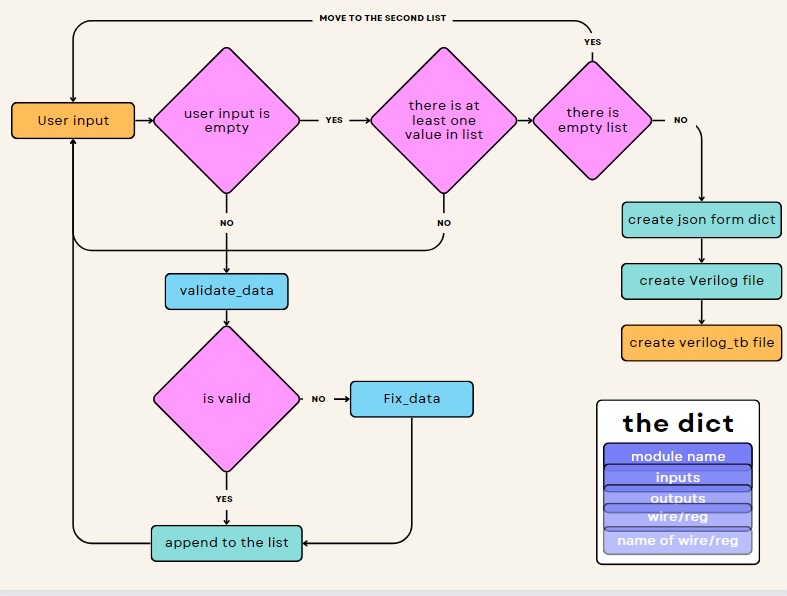 MOVE TO THE SECOND LIST
YES
User input
user input is
empty
YES
there is at
least one
value in list
there is
empty list
NO
NO
NO
create json form dict
create Verilog file
create verilog_tb file
validate_data
is valid
NO
Fix_data
YES
append to the list
the dict
module name
inputs
outputs
wire/reg
name of wire/reg